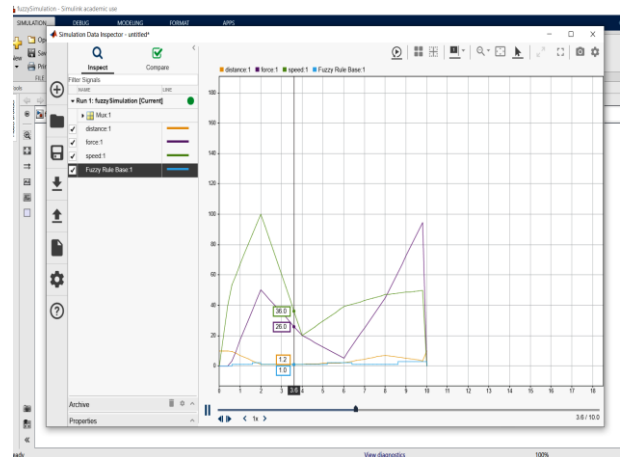 fuzzySimulation - Simulink academic use
SIMULATION DEBUG MODELING FORMAT APPS
Simulation Data Inspector - untitled*
Inspect Compare
Filter Signals
NAME LINE
Run 1: fuzzySimulation [Current]
Mux:1
distance:1
force:1
speed:1
Fuzzy Rule Base:1
Archive
Properties
distance:1 force:1 speed:1 Fuzzy Rule Base:1
180
160
140
120
100
80
60
40
20
0
36.0
26.0
1.2
1.0
0 1 2 3 3.6 4 5 6 7 8 9 10 11 12 13 14 15 16 17 18
1x
3.6 / 10.0
View diagnostics
100%